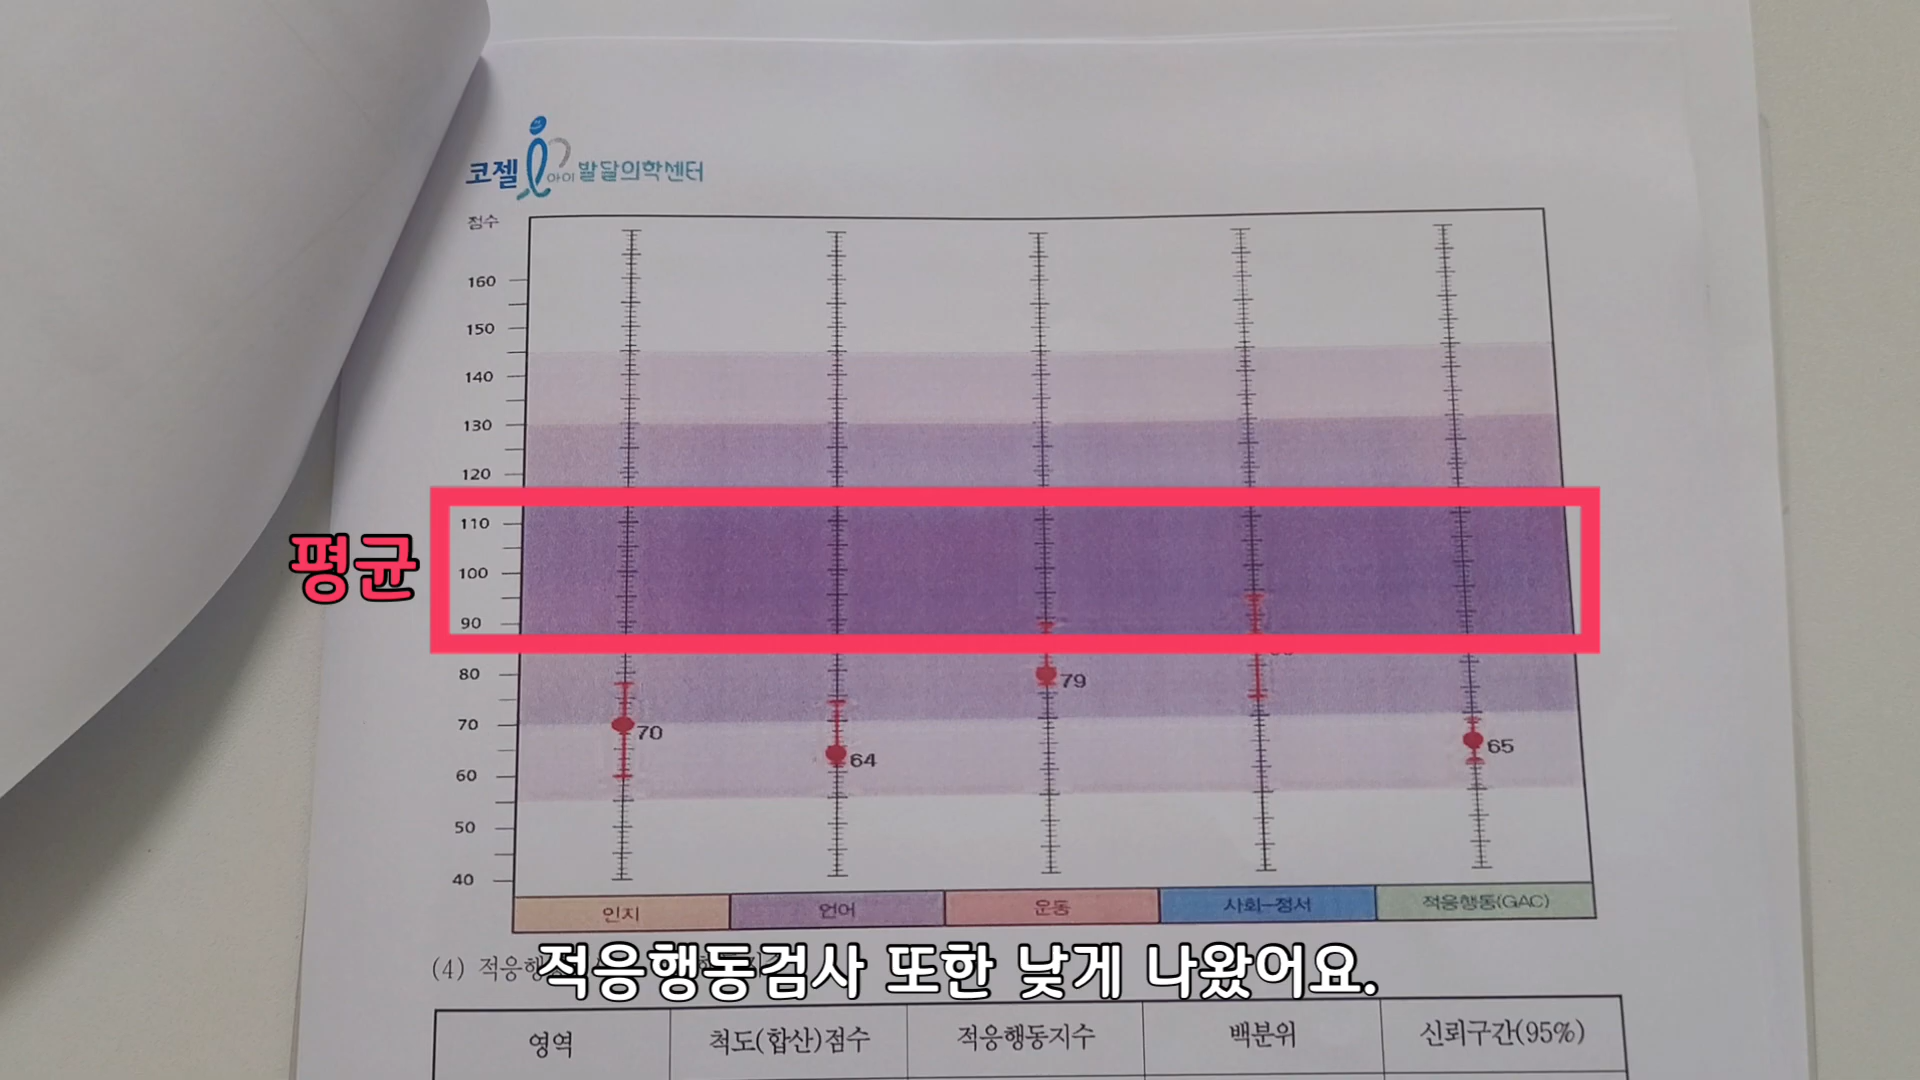 코젤 아이 발달의학센터
점수
160
150
140
130
120
110
평균
100
90
80
79
70
70
64
65
60
50
40
인지 언어 운동 사회-정서 적응행동(GAC)
(4) 적응행
적응행동검사 또한 낮게 나왔어요.
영역 척도(합산)점수 적응행동지수 백분위 신뢰구간(95%)